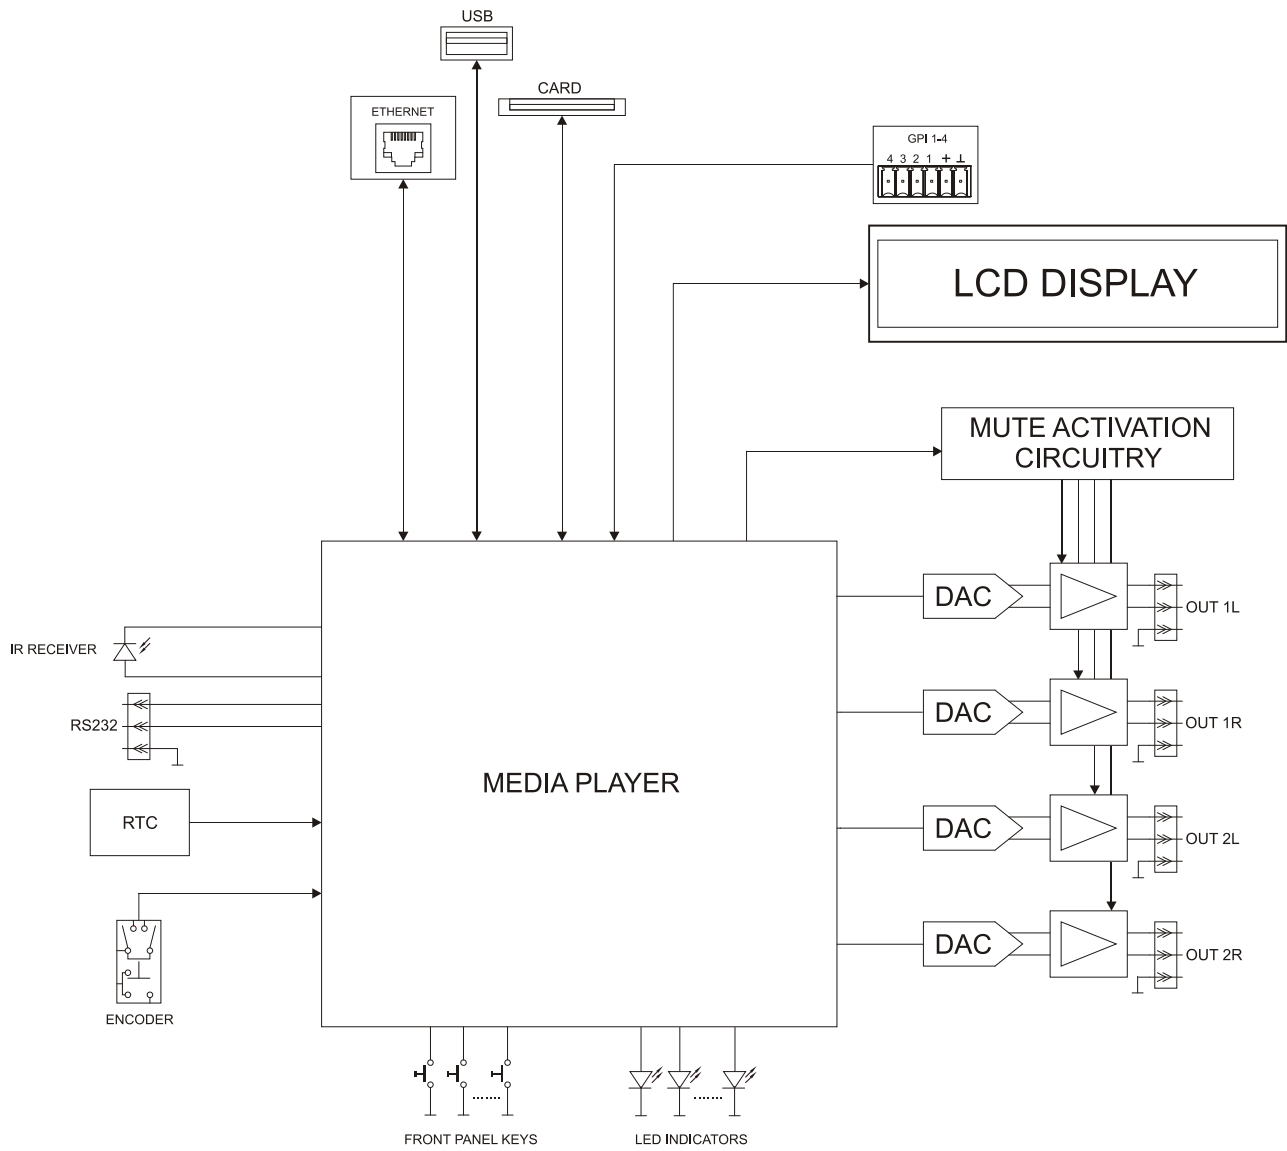 USB
CARD
ETHERNET
GPI 1-4
4 3 2 1 + ⊥
LCD DISPLAY
MUTE ACTIVATION
CIRCUITRY
DAC
OUT 1L
IR RECEIVER
DAC
OUT 1R
RS232
MEDIA PLAYER
RTC
DAC
OUT 2L
DAC
OUT 2R
ENCODER
FRONT PANEL KEYS
LED INDICATORS